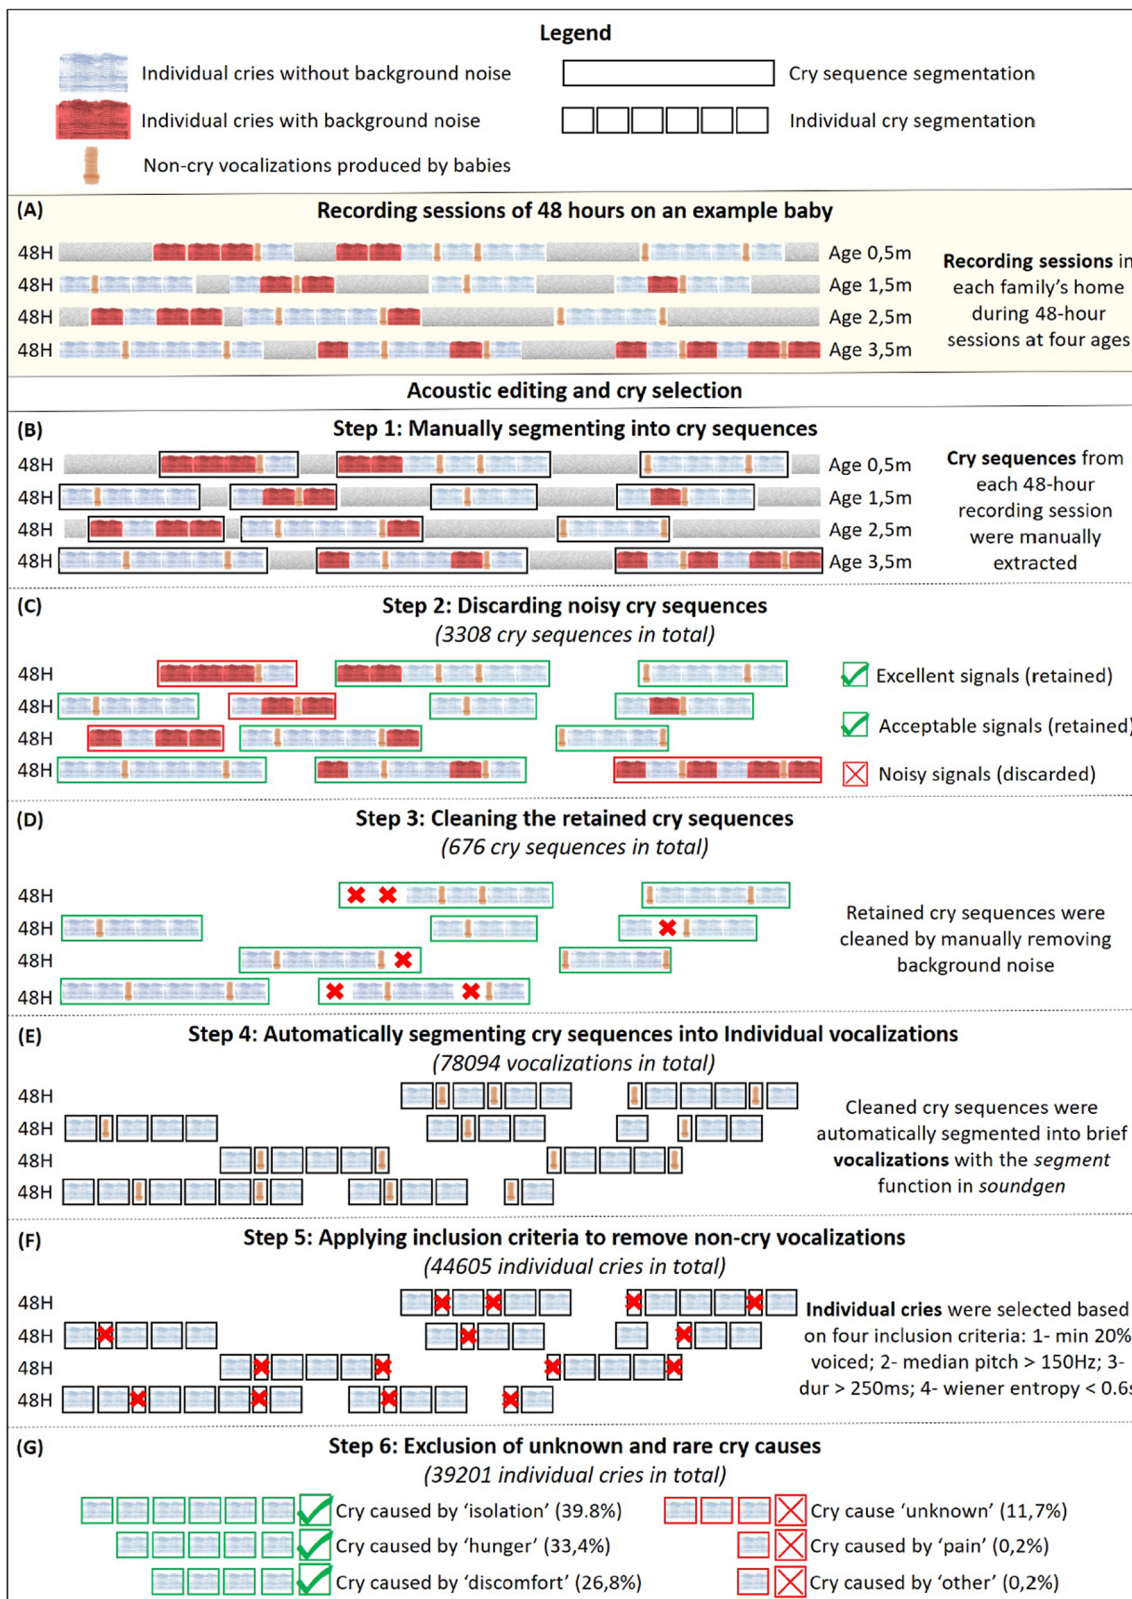 Legend
Individual cries without background noise
Cry sequence segmentation
Individual cries with background noise
Individual cry segmentation
Non-cry vocalizations produced by babies
(A)
Recording sessions of 48 hours on an example baby
48H
Age 0,5m
48H
Age 1,5m
48H
Age 2,5m
48H
Age 3,5m
Recording sessions in
each family's home
during 48-hour
sessions at four ages
Acoustic editing and cry selection
(B)
Step 1: Manually segmenting into cry sequences
48H
Age 0,5m
48H
Age 1,5m
48H
Age 2,5m
48H
Age 3,5m
Cry sequences from
each 48-hour
recording session
were manually
extracted
(C)
Step 2: Discarding noisy cry sequences
(3308 cry sequences in total)
48H
48H
48H
48H
Excellent signals (retained)
Acceptable signals (retained)
Noisy signals (discarded)
(D)
Step 3: Cleaning the retained cry sequences
(676 cry sequences in total)
48H
48H
48H
48H
Retained cry sequences were
cleaned by manually removing
background noise
(E)
Step 4: Automatically segmenting cry sequences into Individual vocalizations
(78094 vocalizations in total)
48H
48H
48H
48H
Cleaned cry sequences were
automatically segmented into brief
vocalizations with the segment
function in soundgen
(F)
Step 5: Applying inclusion criteria to remove non-cry vocalizations
(44605 individual cries in total)
48H
48H
48H
48H
Individual cries were selected based
on four inclusion criteria: 1- min 20%
voiced; 2- median pitch > 150Hz; 3-
dur > 250ms; 4- wiener entropy < 0.6s
(G)
Step 6: Exclusion of unknown and rare cry causes
(39201 individual cries in total)
Cry caused by 'isolation' (39.8%)
Cry cause 'unknown' (11,7%)
Cry caused by 'hunger' (33,4%)
Cry caused by 'pain' (0,2%)
Cry caused by 'discomfort' (26,8%)
Cry caused by 'other' (0,2%)